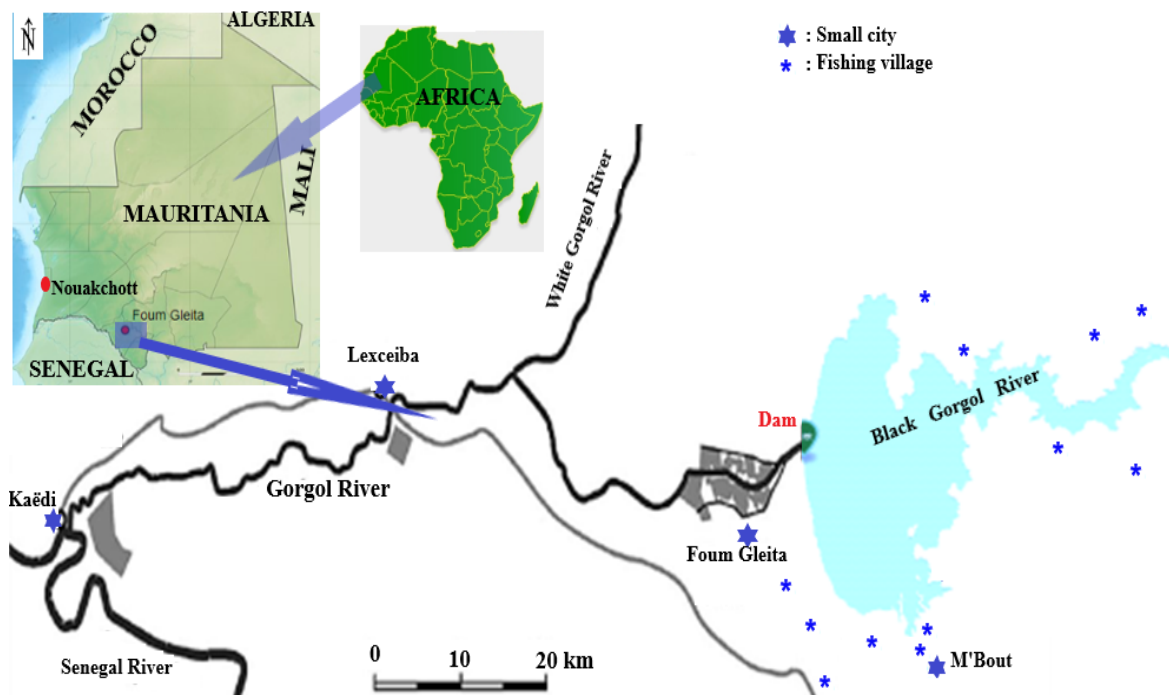 N
ALGERIA
MOROCCO
MALI
MAURITANIA
Nouakchott
Foum Gleita
SENEGAL
AFRICA
: Small city
: Fishing village
White Gorgol River
Lexceiba
Dam
Black Gorgol River
Gorgol River
Kaëdi
Foum Gleita
Senegal River
0 10 20 km
M'Bout